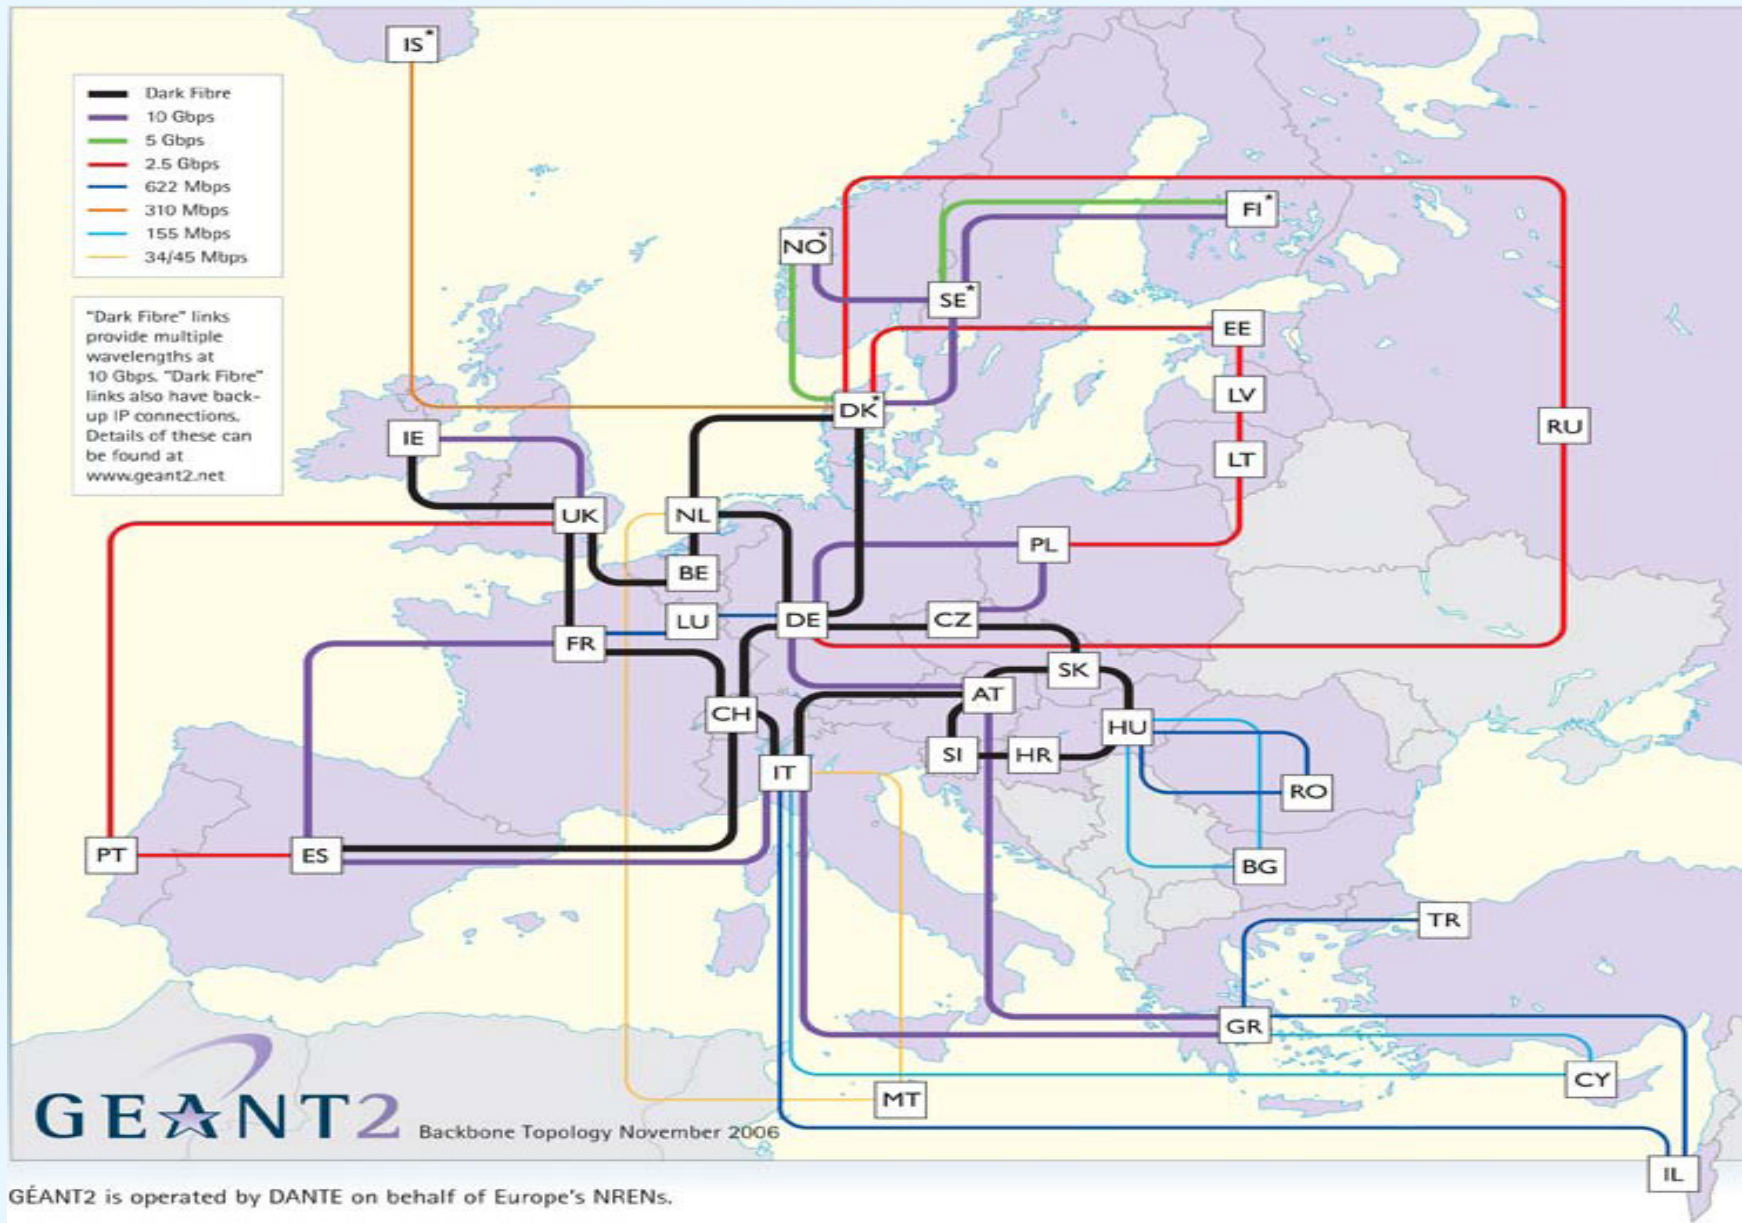 IS*
Dark Fibre
10 Gbps
5 Gbps
2.5 Gbps
622 Mbps
310 Mbps
155 Mbps
34/45 Mbps
"Dark Fibre" links
provide multiple
wavelengths at
10 Gbps. "Dark Fibre"
links also have back-
up IP connections.
Details of these can
be found at
www.geant2.net
FI*
NO*
SE*
EE
LV
DK*
RU
IE
LT
UK
NL
PL
BE
LU
DE
CZ
FR
SK
AT
CH
HU
SI
HR
IT
RO
PT
ES
BG
TR
GR
CY
MT
GEANT2
Backbone Topology November 2006
IL
GÉANT2 is operated by DANTE on behalf of Europe's NRENs.